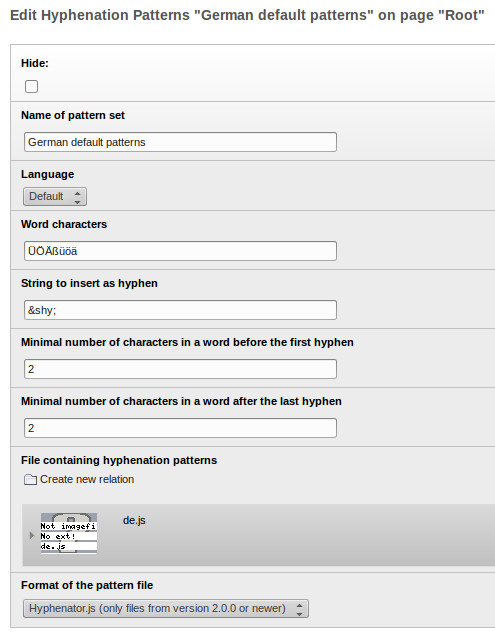 Edit Hyphenation Patterns "German default patterns" on page "Root"
Hide:
Name of pattern set
German default patterns
Language
Default
Word characters
ÜÖÄßüöä
String to insert as hyphen
&shy;
Minimal number of characters in a word before the first hyphen
2
Minimal number of characters in a word after the last hyphen
2
File containing hyphenation patterns
Create new relation
Not imagefi
No ext!
de.js
de.js
Format of the pattern file
Hyphenator.js (only files from version 2.0.0 or newer)